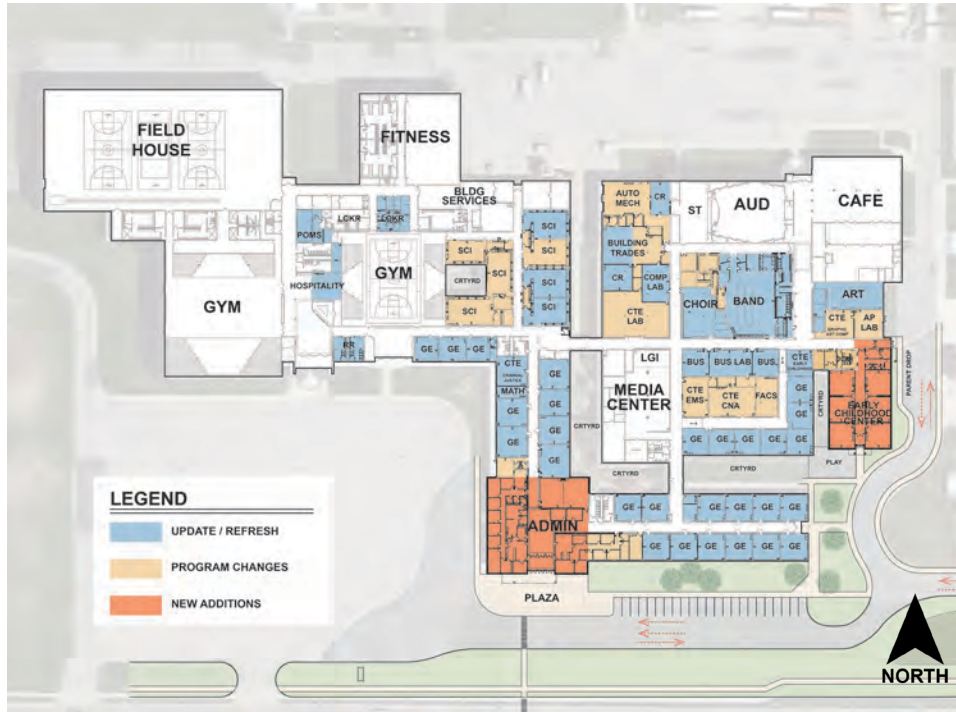 FIELD
HOUSE
FITNESS
BLDG
SERVICES
LCKR
LCKR
POMS
GYM
HOSPITALITY
GYM
SCI
SCI
CRTYRD
SCI
SCI
SCI
SCI
SCI
AUTO
MECH
CR
ST
AUD
CAFE
BUILDING
TRADES
CR
COMP
LAB
CTE
LAB
CHOIR
BAND
ART
CTE
AP
LAB
RR
GE
GE
GE
CTE
CRIMINAL
JUSTICE
MATH
GE
GE
GE
GE
GE
GE
CRTYRD
LGI
MEDIA
CENTER
BUS
BUS LAB
BUS.
CTE
EARLY
CHILDHOOD
CTE
EMS
CTE
CNA
FACS
GE
GE
GE
GE
GE
GE
GE
GE
CRTYRD
EARLY
CHILDHOOD
CENTER
PARENT DROP
PLAY
CRTYRD
CRTYRD
ADMIN
GE
GE
GE
GE
GE
GE
GE
GE
GE
GE
GE
GE
GE
PLAZA
LEGEND
UPDATE / REFRESH
PROGRAM CHANGES
NEW ADDITIONS
NORTH